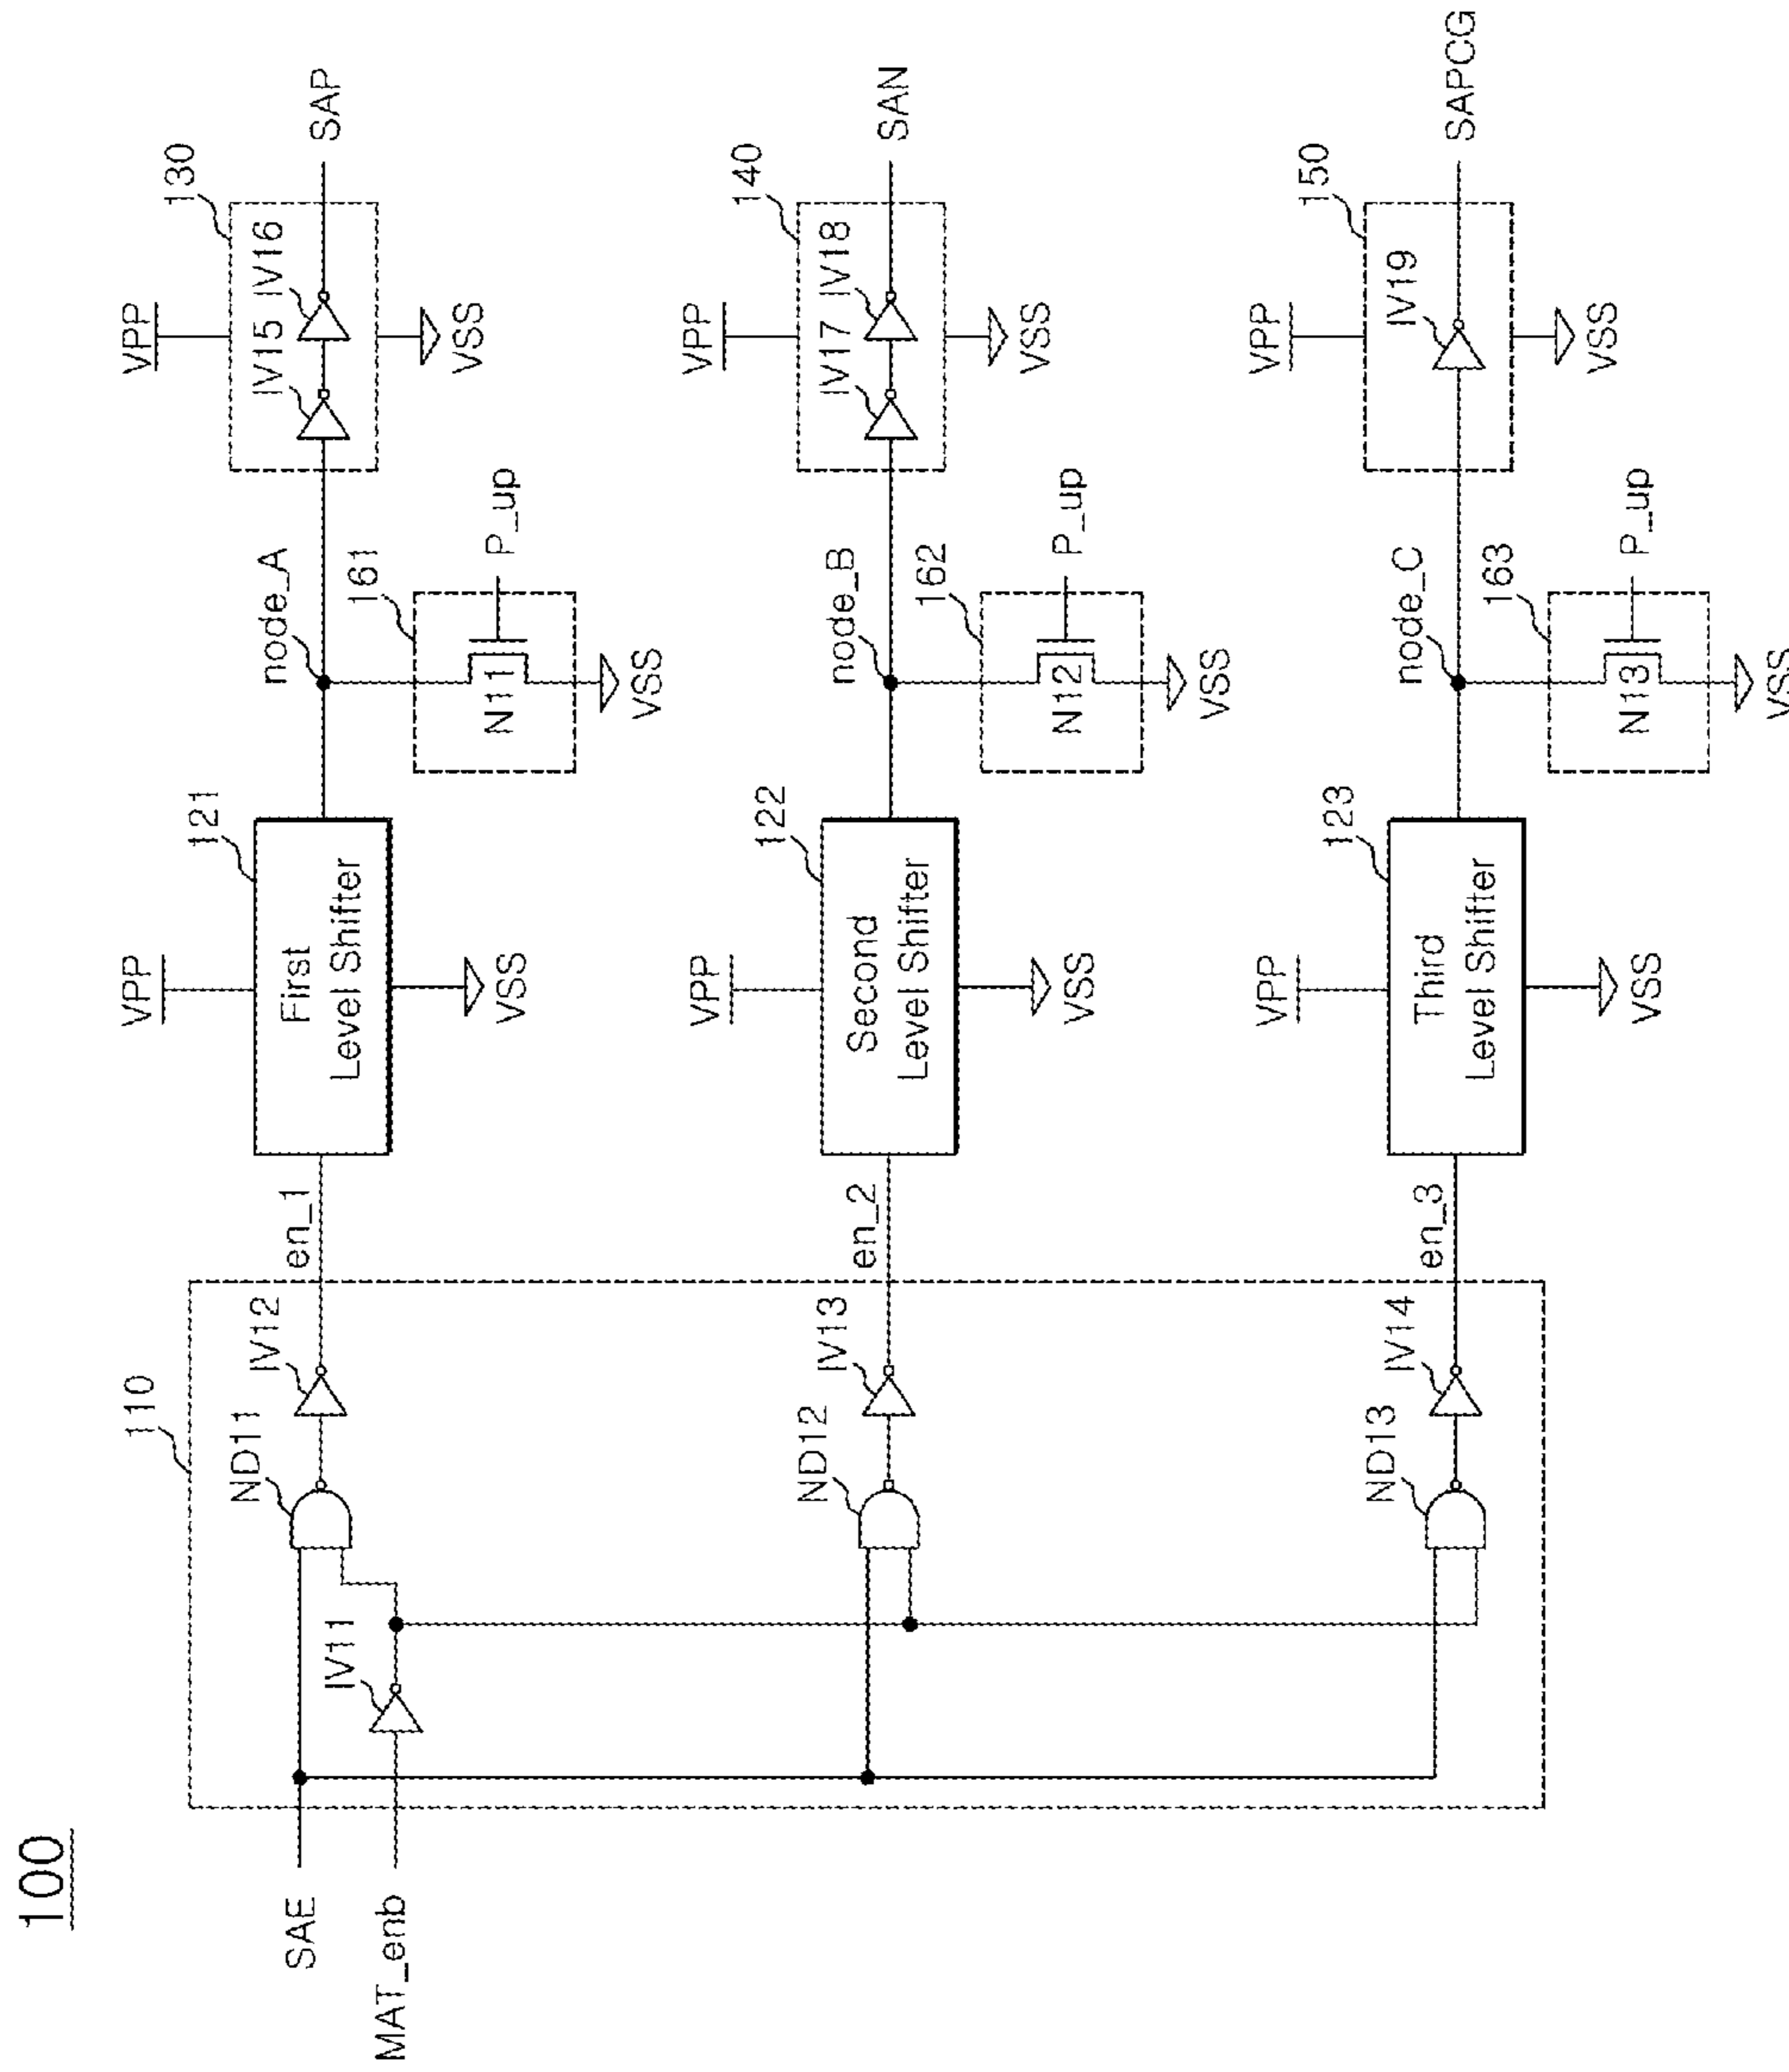 100
SAE
MAT_enb
110
IV11
ND11
IV12
ND12
IV13
ND13
IV14
en_1
en_2
en_3
VPP
121
First
Level Shifter
VSS
node_A
161
N11
P_up
VSS
VPP
130
IV15 IV16
VSS
SAP
VPP
122
Second
Level Shifter
VSS
node_B
162
N12
P_up
VSS
VPP
140
IV17 IV18
VSS
SAN
VPP
123
Third
Level Shifter
VSS
node_C
163
N13
P_up
VSS
VPP
150
IV19
VSS
SAPCG